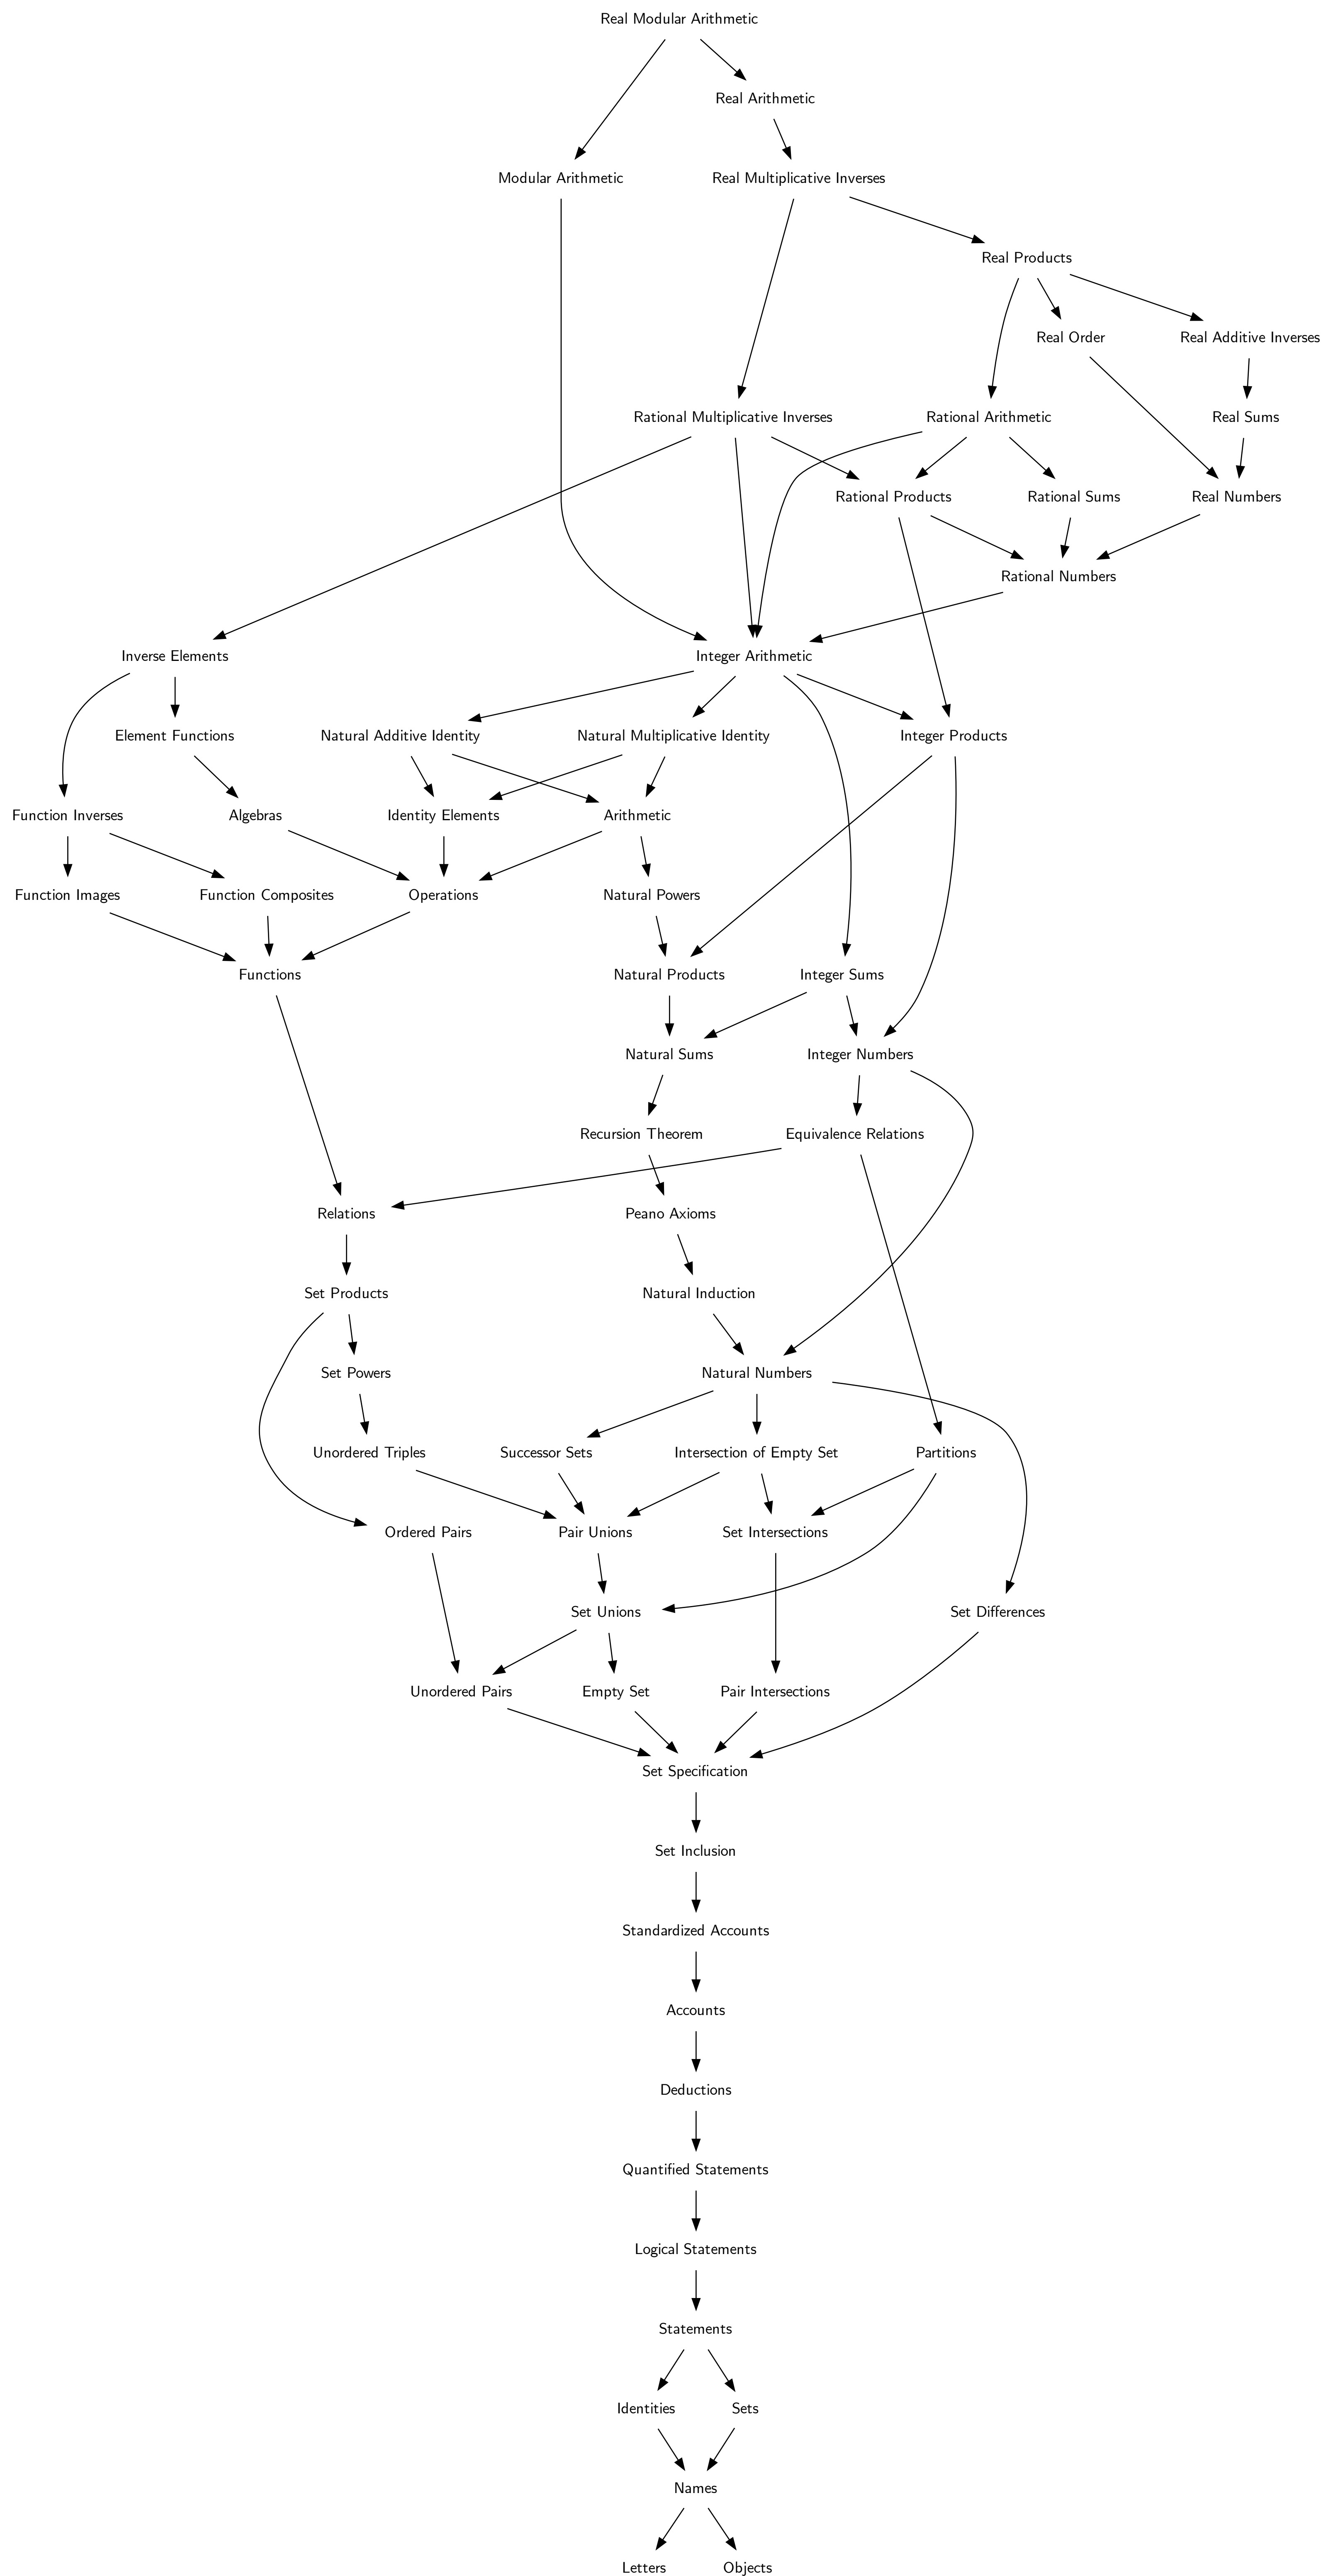 Real Modular Arithmetic
Real Arithmetic
Modular Arithmetic
Real Multiplicative Inverses
Real Products
Real Order
Real Additive Inverses
Rational Multiplicative Inverses
Rational Arithmetic
Real Sums
Rational Products
Rational Sums
Real Numbers
Rational Numbers
Inverse Elements
Integer Arithmetic
Element Functions
Natural Additive Identity
Natural Multiplicative Identity
Integer Products
Function Inverses
Algebras
Identity Elements
Arithmetic
Function Images
Function Composites
Operations
Natural Powers
Functions
Natural Products
Integer Sums
Natural Sums
Integer Numbers
Recursion Theorem
Equivalence Relations
Relations
Peano Axioms
Set Products
Natural Induction
Set Powers
Natural Numbers
Unordered Triples
Successor Sets
Intersection of Empty Set
Partitions
Ordered Pairs
Pair Unions
Set Intersections
Set Unions
Set Differences
Unordered Pairs
Empty Set
Pair Intersections
Set Specification
Set Inclusion
Standardized Accounts
Accounts
Deductions
Quantified Statements
Logical Statements
Statements
Identities
Sets
Names
Letters
Objects